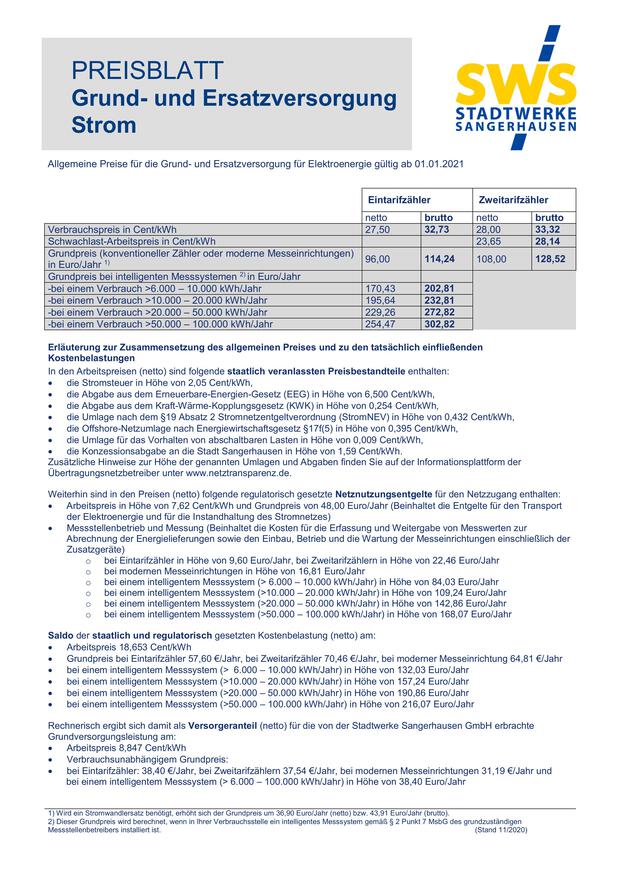 PREISBLATT
Grund- und Ersatzversorgung
Strom
SWS
STADTWERKE
SANGERHAUSEN
Allgemeine Preise für die Grund- und Ersatzversorgung für Elektroenergie gültig ab 01.01.2021
Eintarifzähler Zweitarifzähler
netto brutto netto brutto
Verbrauchspreis in Cent/kWh 27,50 32,73 28,00 33,32
Schwachlast-Arbeitspreis in Cent/kWh 23,65 28,14
Grundpreis (konventioneller Zähler oder moderne Messeinrichtungen)
in Euro/Jahr 1) 96,00 114,24 108,00 128,52
Grundpreis bei intelligenten Messsystemen 2) in Euro/Jahr
-bei einem Verbrauch >6.000 – 10.000 kWh/Jahr 170,43 202,81
-bei einem Verbrauch >10.000 – 20.000 kWh/Jahr 195,64 232,81
-bei einem Verbrauch >20.000 – 50.000 kWh/Jahr 229,26 272,82
-bei einem Verbrauch >50.000 – 100.000 kWh/Jahr 254,47 302,82
Erläuterung zur Zusammensetzung des allgemeinen Preises und zu den tatsächlich einfließenden
Kostenbelastungen
In den Arbeitspreisen (netto) sind folgende staatlich veranlassten Preisbestandteile enthalten:
• die Stromsteuer in Höhe von 2,05 Cent/kWh,
• die Abgabe aus dem Erneuerbare-Energien-Gesetz (EEG) in Höhe von 6,500 Cent/kWh,
• die Abgabe aus dem Kraft-Wärme-Kopplungsgesetz (KWK) in Höhe von 0,254 Cent/kWh,
• die Umlage nach dem §19 Absatz 2 Stromnetzentgeltverordnung (StromNEV) in Höhe von 0,432 Cent/kWh,
• die Offshore-Netzumlage nach Energiewirtschaftsgesetz §17f(5) in Höhe von 0,395 Cent/kWh,
• die Umlage für das Vorhalten von abschaltbaren Lasten in Höhe von 0,009 Cent/kWh,
• die Konzessionsabgabe an die Stadt Sangerhausen in Höhe von 1,59 Cent/kWh.
Zusätzliche Hinweise zur Höhe der genannten Umlagen und Abgaben finden Sie auf der Informationsplattform der
Übertragungsnetzbetreiber unter www.netztransparenz.de.
Weiterhin sind in den Preisen (netto) folgende regulatorisch gesetzte Netznutzungsentgelte für den Netzzugang enthalten:
• Arbeitspreis in Höhe von 7,62 Cent/kWh und Grundpreis von 48,00 Euro/Jahr (Beinhaltet die Entgelte für den Transport
der Elektroenergie und für die Instandhaltung des Stromnetzes)
• Messstellenbetrieb und Messung (Beinhaltet die Kosten für die Erfassung und Weitergabe von Messwerten zur
Abrechnung der Energielieferungen sowie den Einbau, Betrieb und die Wartung der Messeinrichtungen einschließlich der
Zusatzgeräte)
o bei Eintarifzähler in Höhe von 9,60 Euro/Jahr, bei Zweitarifzählern in Höhe von 22,46 Euro/Jahr
o bei modernen Messeinrichtungen in Höhe von 16,81 Euro/Jahr
o bei einem intelligentem Messsystem (> 6.000 – 10.000 kWh/Jahr) in Höhe von 84,03 Euro/Jahr
o bei einem intelligentem Messsystem (>10.000 – 20.000 kWh/Jahr) in Höhe von 109,24 Euro/Jahr
o bei einem intelligentem Messsystem (>20.000 – 50.000 kWh/Jahr) in Höhe von 142,86 Euro/Jahr
o bei einem intelligentem Messsystem (>50.000 – 100.000 kWh/Jahr) in Höhe von 168,07 Euro/Jahr
Saldo der staatlich und regulatorisch gesetzten Kostenbelastung (netto) am:
• Arbeitspreis 18,653 Cent/kWh
• Grundpreis bei Eintarifzähler 57,60 €/Jahr, bei Zweitarifzähler 70,46 €/Jahr, bei moderner Messeinrichtung 64,81 €/Jahr
• bei einem intelligentem Messsystem (> 6.000 – 10.000 kWh/Jahr) in Höhe von 132,03 Euro/Jahr
• bei einem intelligentem Messsystem (>10.000 – 20.000 kWh/Jahr) in Höhe von 157,24 Euro/Jahr
• bei einem intelligentem Messsystem (>20.000 – 50.000 kWh/Jahr) in Höhe von 190,86 Euro/Jahr
• bei einem intelligentem Messsystem (>50.000 – 100.000 kWh/Jahr) in Höhe von 216,07 Euro/Jahr
Rechnerisch ergibt sich damit als Versorgeranteil (netto) für die von der Stadtwerke Sangerhausen GmbH erbrachte
Grundversorgungsleistung am:
• Arbeitspreis 8,847 Cent/kWh
• Verbrauchsunabhängigem Grundpreis:
• bei Eintarifzähler: 38,40 €/Jahr, bei Zweitarifzählern 37,54 €/Jahr, bei modernen Messeinrichtungen 31,19 €/Jahr und
bei einem intelligentem Messsystem (> 6.000 – 100.000 kWh/Jahr) in Höhe von 38,40 Euro/Jahr
1) Wird ein Stromwandlersatz benötigt, erhöht sich der Grundpreis um 36,90 Euro/Jahr (netto) bzw. 43,91 Euro/Jahr (brutto).
2) Dieser Grundpreis wird berechnet, wenn in Ihrer Verbrauchsstelle ein intelligentes Messsystem gemäß § 2 Punkt 7 MsbG des grundzuständigen
Messstellenbetreibers installiert ist. (Stand 11/2020)